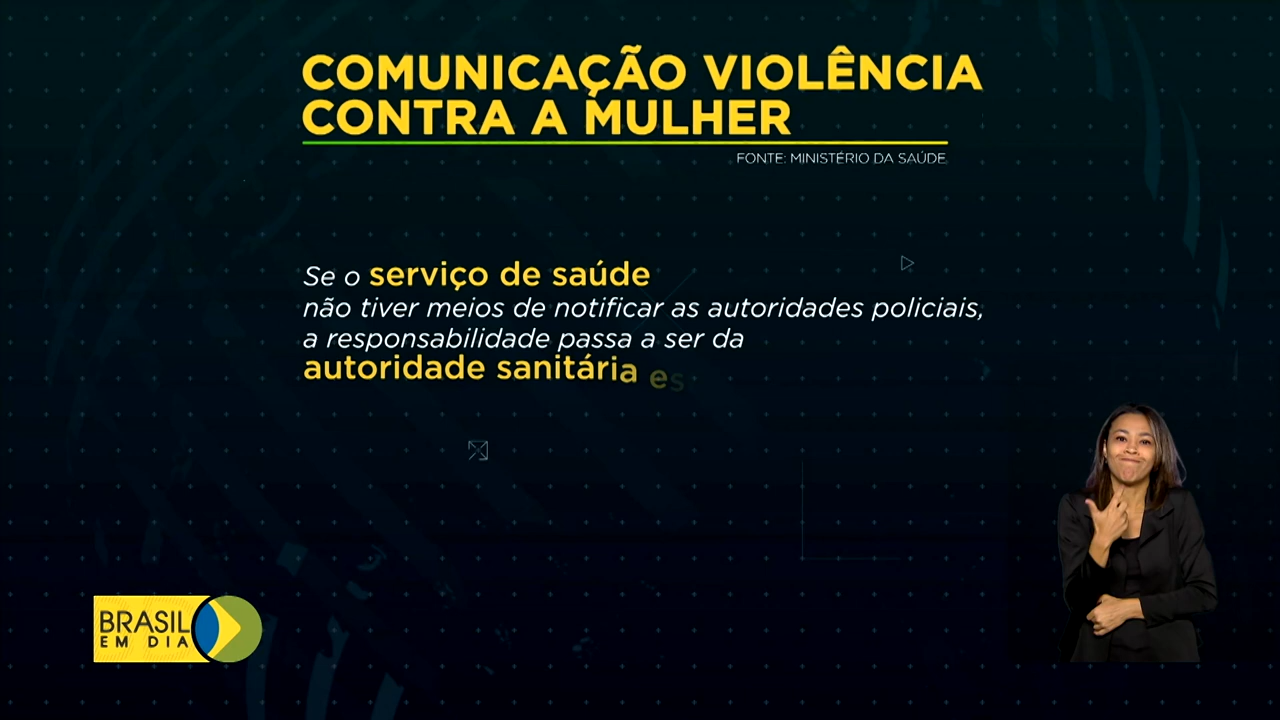 COMUNICAÇÃO VIOLÊNCIA
CONTRA A MULHER
FONTE: MINISTÉRIO DA SAÚDE
Se o serviço de saúde
não tiver meios de notificar as autoridades policiais,
a responsabilidade passa a ser da
autoridade sanitária es
BRASIL
EM DIA